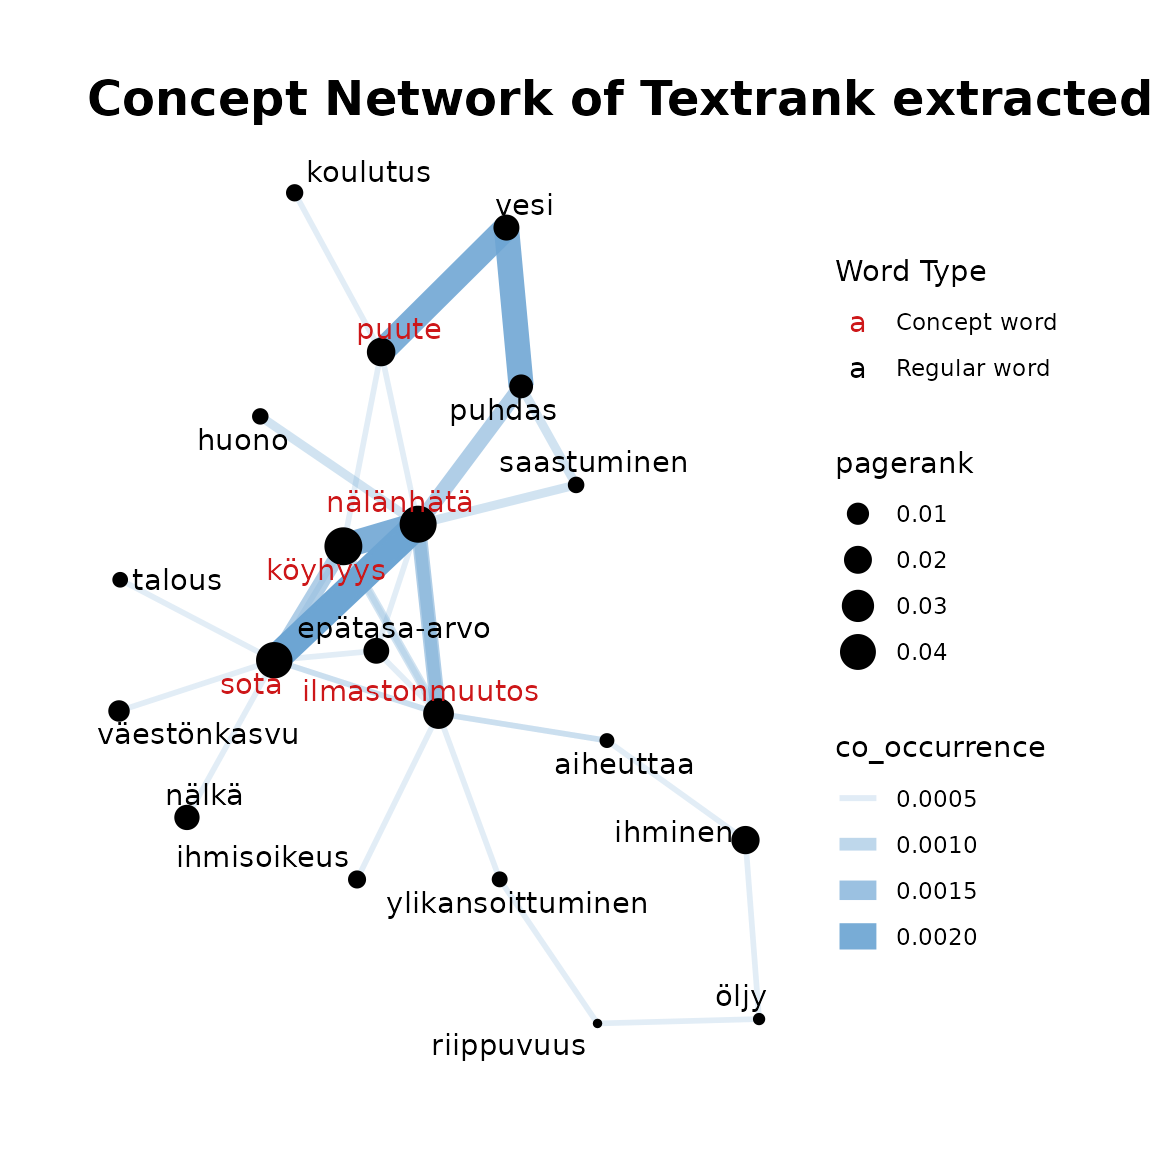 Concept Network of Textrank extracted
koulutus
vesi
puute
puhdas
huono
saastuminen
nälänhätä
köyhyys
talous
epätasa-arvo
sota
ilmastonmuutos
väestönkasvu
aiheuttaa
nälkä
ihminen
ihmisoikeus
ylikansoittuminen
öljy
riippuvuus
Word Type
a Concept word
a Regular word
pagerank
0.01
0.02
0.03
0.04
co_occurrence
0.0005
0.0010
0.0015
0.0020